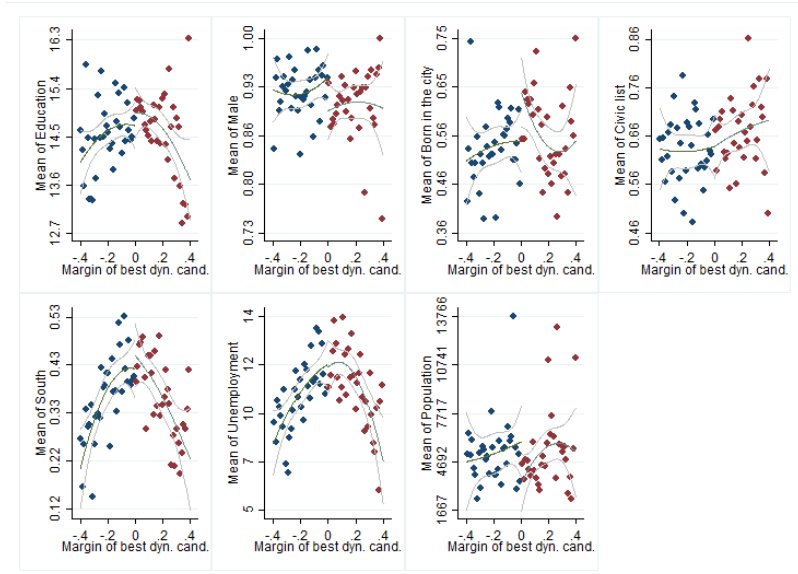 Mean of Education
16.3
15.4
14.5
13.6
12.7
-.4 -.2 0 .2 .4
Margin of best dyn. cand.
Mean of Male
1.00
0.93
0.86
0.80
0.73
-.4 -.2 0 .2 .4
Margin of best dyn. cand.
Mean of Born in the city
0.75
0.65
0.56
0.46
0.36
-.4 -.2 0 .2 .4
Margin of best dyn. cand.
Mean of Civic list
0.86
0.76
0.66
0.56
0.46
-.4 -.2 0 .2 .4
Margin of best dyn. cand.
Mean of South
0.53
0.43
0.33
0.22
0.12
-.4 -.2 0 .2 .4
Margin of best dyn. cand.
Mean of Unemployment
14
12
10
7
5
-.4 -.2 0 .2 .4
Margin of best dyn. cand.
Mean of Population
13766
10741
7717
4692
1667
-.4 -.2 0 .2 .4
Margin of best dyn. cand.